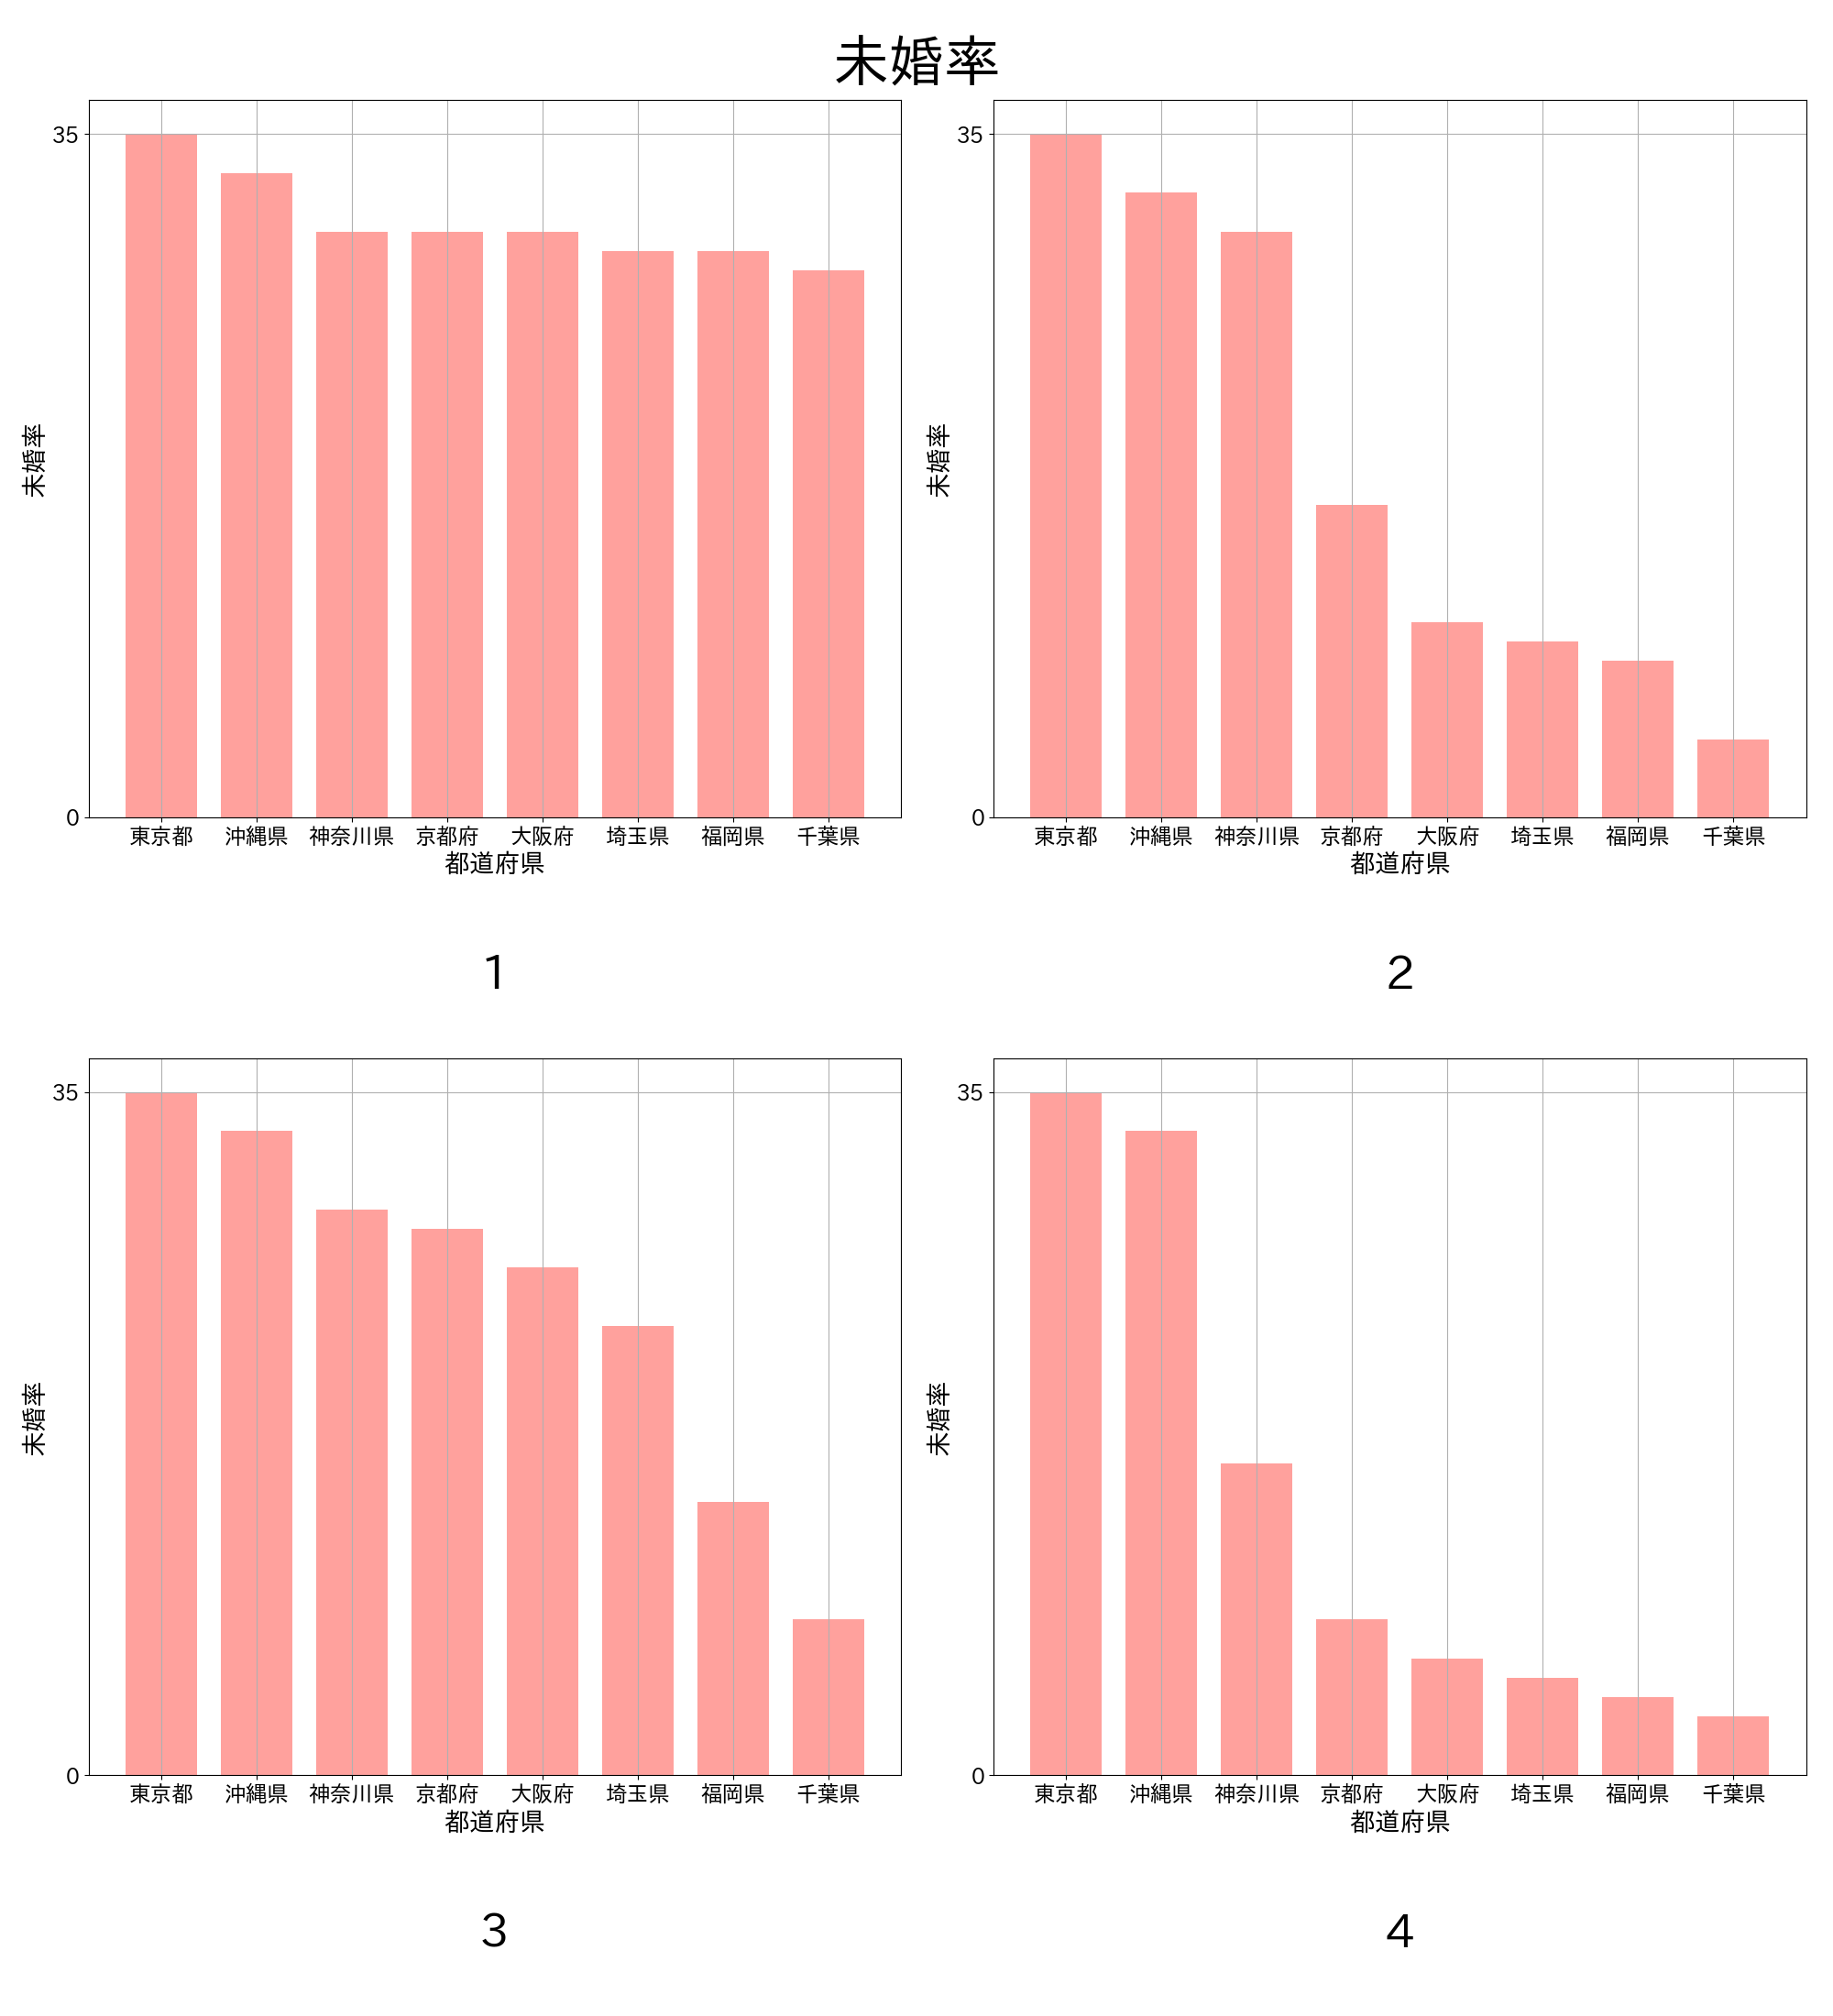 未婚率
35
0
未婚率
東京都 沖縄県 神奈川県 京都府 大阪府 埼玉県 福岡県 千葉県
都道府県
1
35
0
未婚率
東京都 沖縄県 神奈川県 京都府 大阪府 埼玉県 福岡県 千葉県
都道府県
2
35
0
未婚率
東京都 沖縄県 神奈川県 京都府 大阪府 埼玉県 福岡県 千葉県
都道府県
3
35
0
未婚率
東京都 沖縄県 神奈川県 京都府 大阪府 埼玉県 福岡県 千葉県
都道府県
4